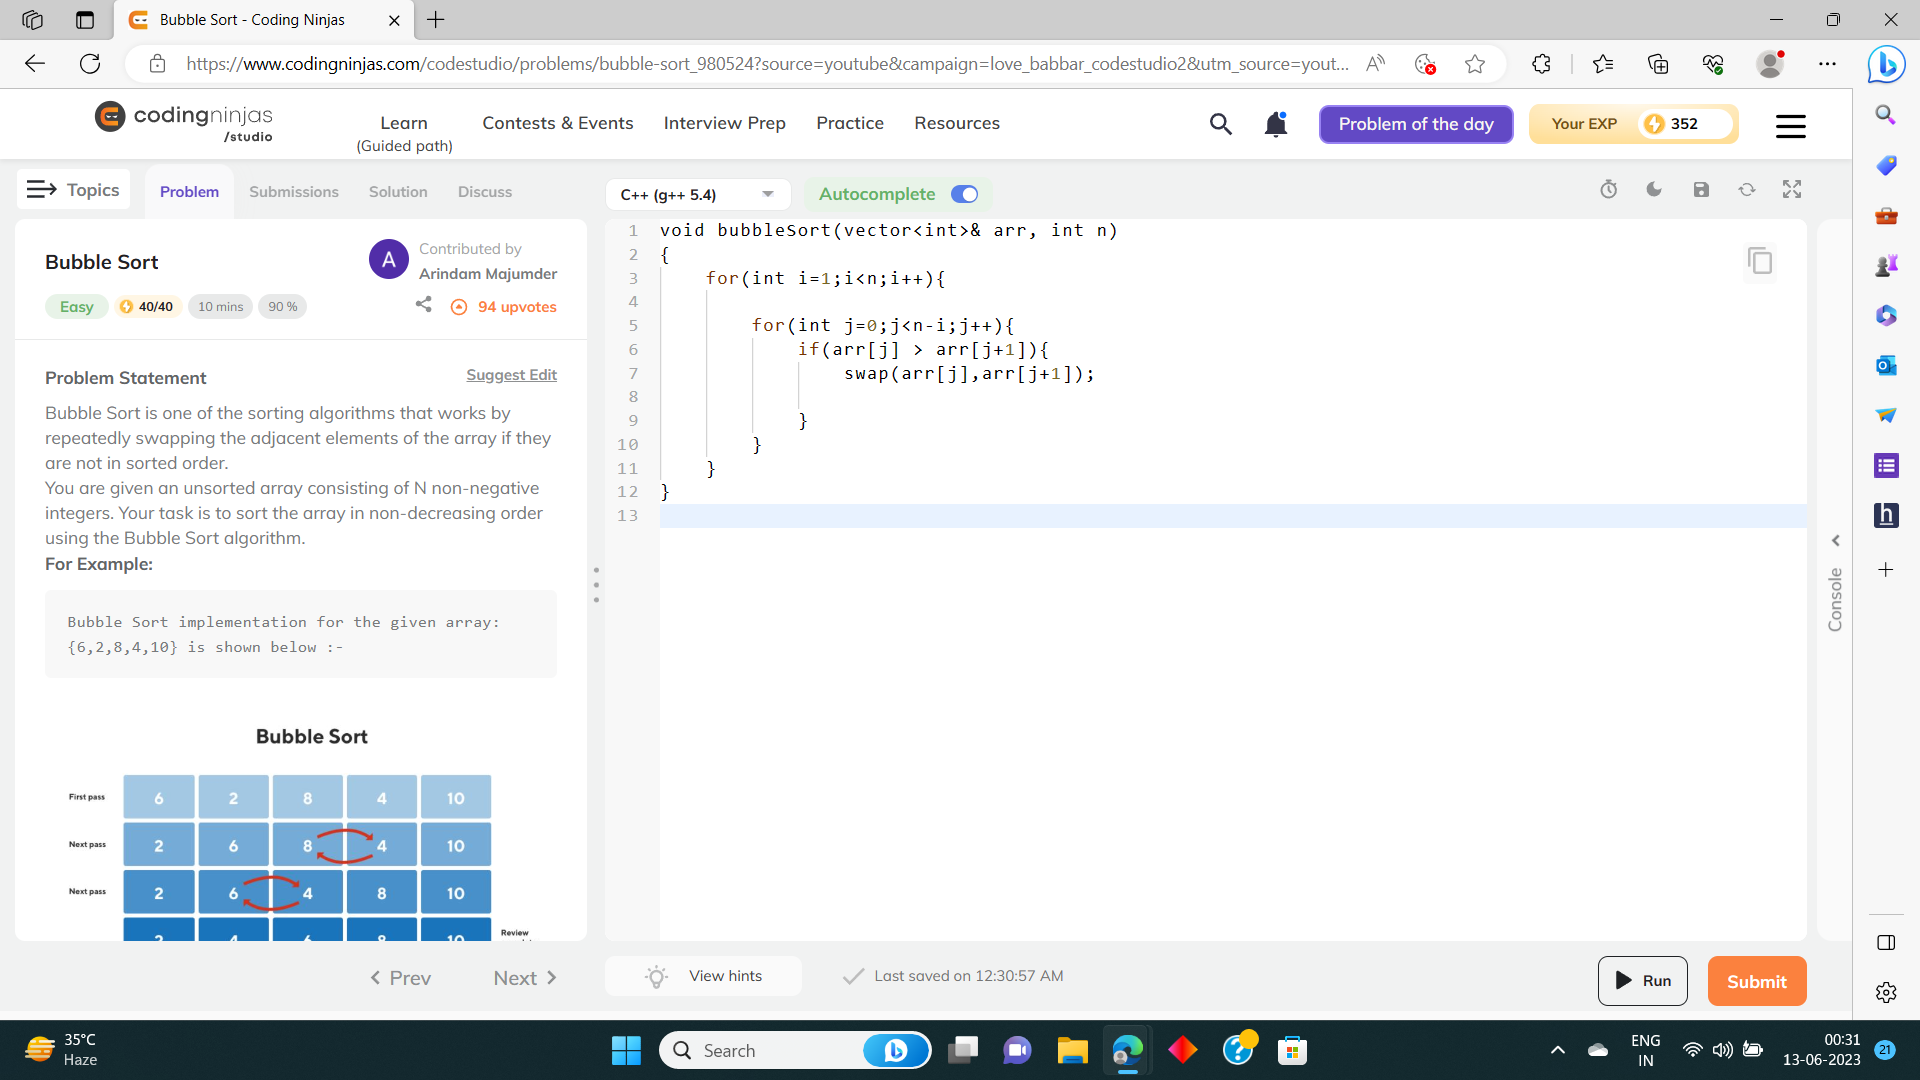 Bubble Sort - Coding Ninjas
https://www.codingninjas.com/codestudio/problems/bubble-sort_980524?source=youtube&campaign=love_babbar_codestudio2&utm_source=yout...
codingninjas
/studio
Learn
(Guided path)
Contests & Events
Interview Prep
Practice
Resources
Problem of the day
Your EXP
352
Topics
Problem
Submissions
Solution
Discuss
C++ (g++ 5.4)
Autocomplete
Bubble Sort
A
Contributed by
Arindam Majumder
Easy
40/40
10 mins
90 %
94 upvotes
Problem Statement
Suggest Edit
Bubble Sort is one of the sorting algorithms that works by
repeatedly swapping the adjacent elements of the array if they
are not in sorted order.
You are given an unsorted array consisting of N non-negative
integers. Your task is to sort the array in non-decreasing order
using the Bubble Sort algorithm.
For Example:
Bubble Sort implementation for the given array:
{6,2,8,4,10} is shown below :-
Bubble Sort
First pass 6 2 8 4 10
Next pass 2 6 8 4 10
Next pass 2 6 4 8 10
2 4 6 8 10
Review
Prev
Next
1 void bubbleSort(vector<int>& arr, int n)
2 {
3     for(int i=1;i<n;i++){
4
5         for(int j=0;j<n-i;j++){
6             if(arr[j] > arr[j+1]){
7                 swap(arr[j],arr[j+1]);
8
9             }
10         }
11     }
12 }
13
Console
View hints
Last saved on 12:30:57 AM
Run
Submit
35°C
Haze
Search
ENG
IN
00:31
13-06-2023
21